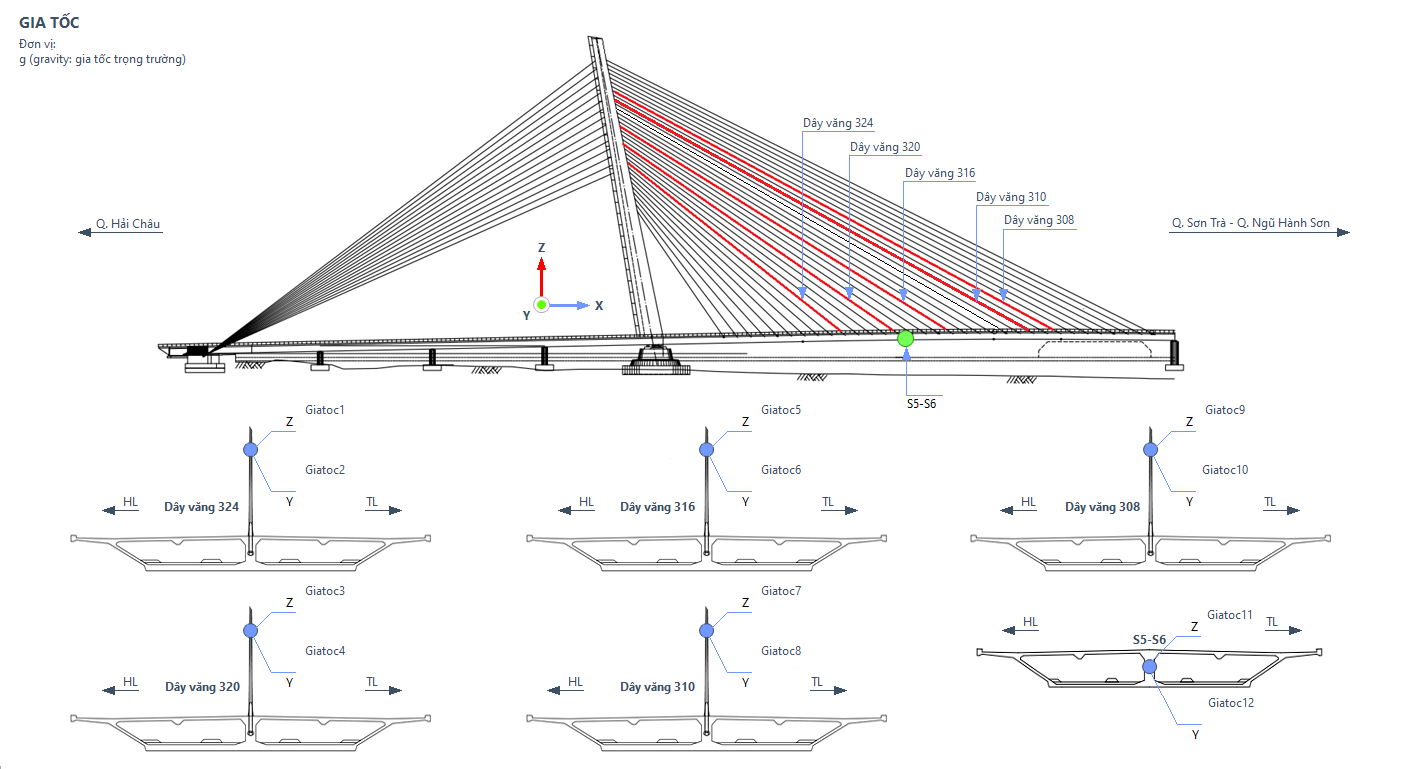 GIA TỐC
Đơn vị:
g (gravity: gia tốc trọng trường)
Dây văng 324
Dây văng 320
Dây văng 316
Dây văng 310
Dây văng 308
Q. Hải Châu
Q. Sơn Trà - Q. Ngũ Hành Sơn
Z
X
Y
S5-S6
Giatoc1
Z
Giatoc2
Y
HL
Dây văng 324
TL
Giatoc5
Z
Giatoc6
Y
HL
Dây văng 316
TL
Giatoc9
Z
Giatoc10
Y
HL
Dây văng 308
TL
Giatoc3
Z
Giatoc4
Y
HL
Dây văng 320
TL
Giatoc7
Z
Giatoc8
Y
HL
Dây văng 310
TL
Giatoc11
Z
HL
S5-S6
TL
Giatoc12
Y